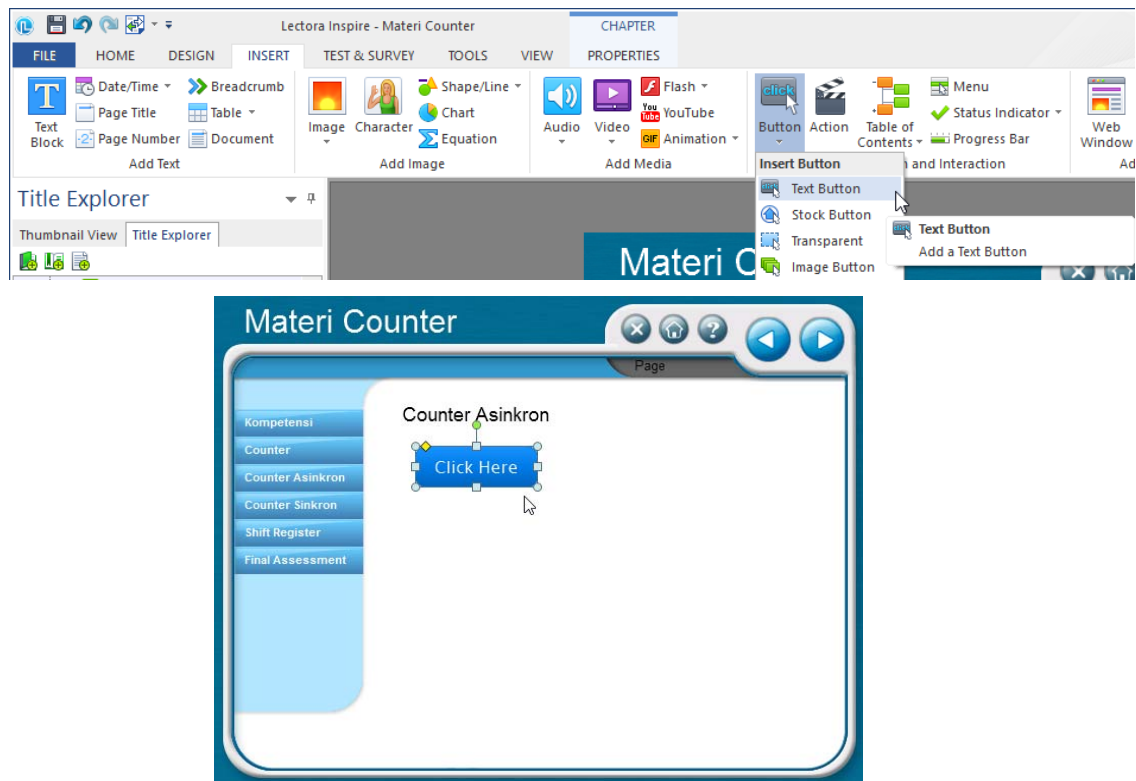 Lectora Inspire - Materi Counter
CHAPTER
FILE HOME DESIGN INSERT TEST & SURVEY TOOLS VIEW PROPERTIES
Date/Time Breadcrumb Shape/Line Flash Menu
Page Title Table Chart YouTube Status Indicator
Text Block Page Number Document Image Character Equation Audio Video GIF Animation Button Action Table of Contents Progress Bar Web Window
Add Text Add Image Add Media n and Interaction Ad
Insert Button
Text Button
Stock Button
Transparent
Image Button
Text Button
Add a Text Button
Title Explorer
Thumbnail View Title Explorer
Materi C
Materi Counter
Page
Kompetensi
Counter
Counter Asinkron
Counter Sinkron
Shift Register
Final Assessment
Counter Asinkron
Click Here